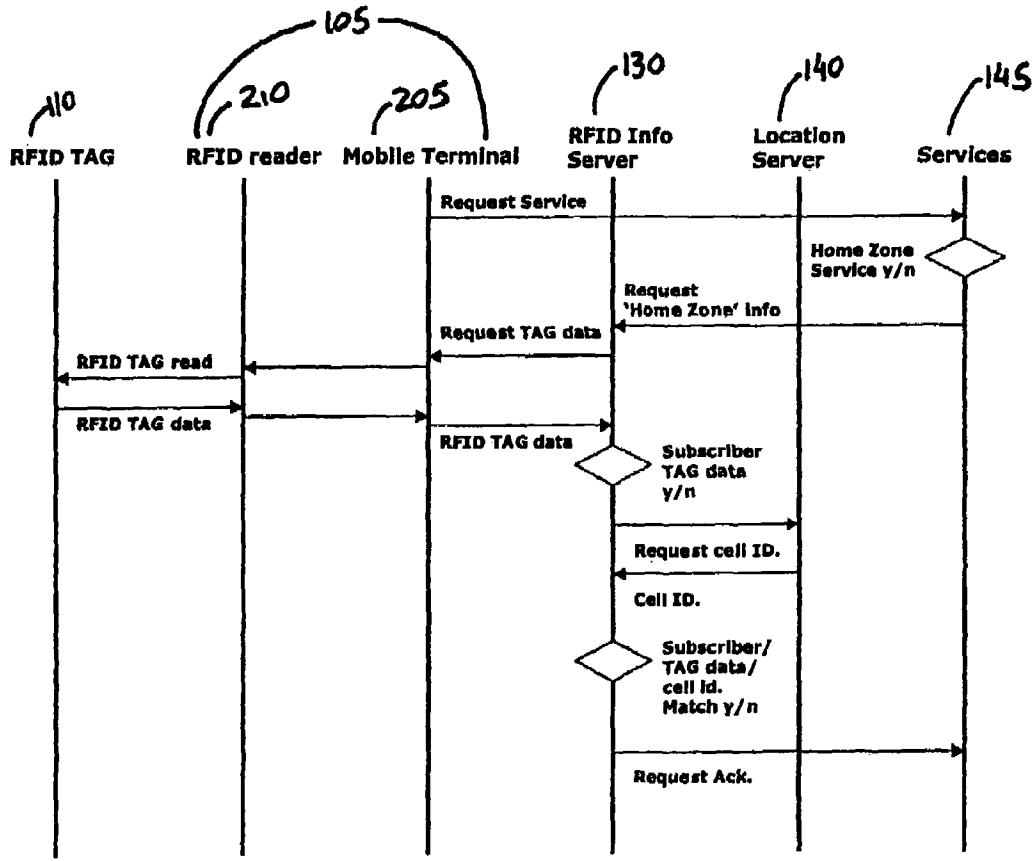 105
110
210
205
130
140
145
RFID TAG
RFID reader
Mobile Terminal
RFID Info
Server
Location
Server
Services
Request Service
Home Zone
Service y/n
Request
'Home Zone' info
Request TAG data
RFID TAG read
RFID TAG data
RFID TAG data
Subscriber
TAG data
y/n
Request cell ID.
Cell ID.
Subscriber/
TAG data/
cell id.
Match y/n
Request Ack.